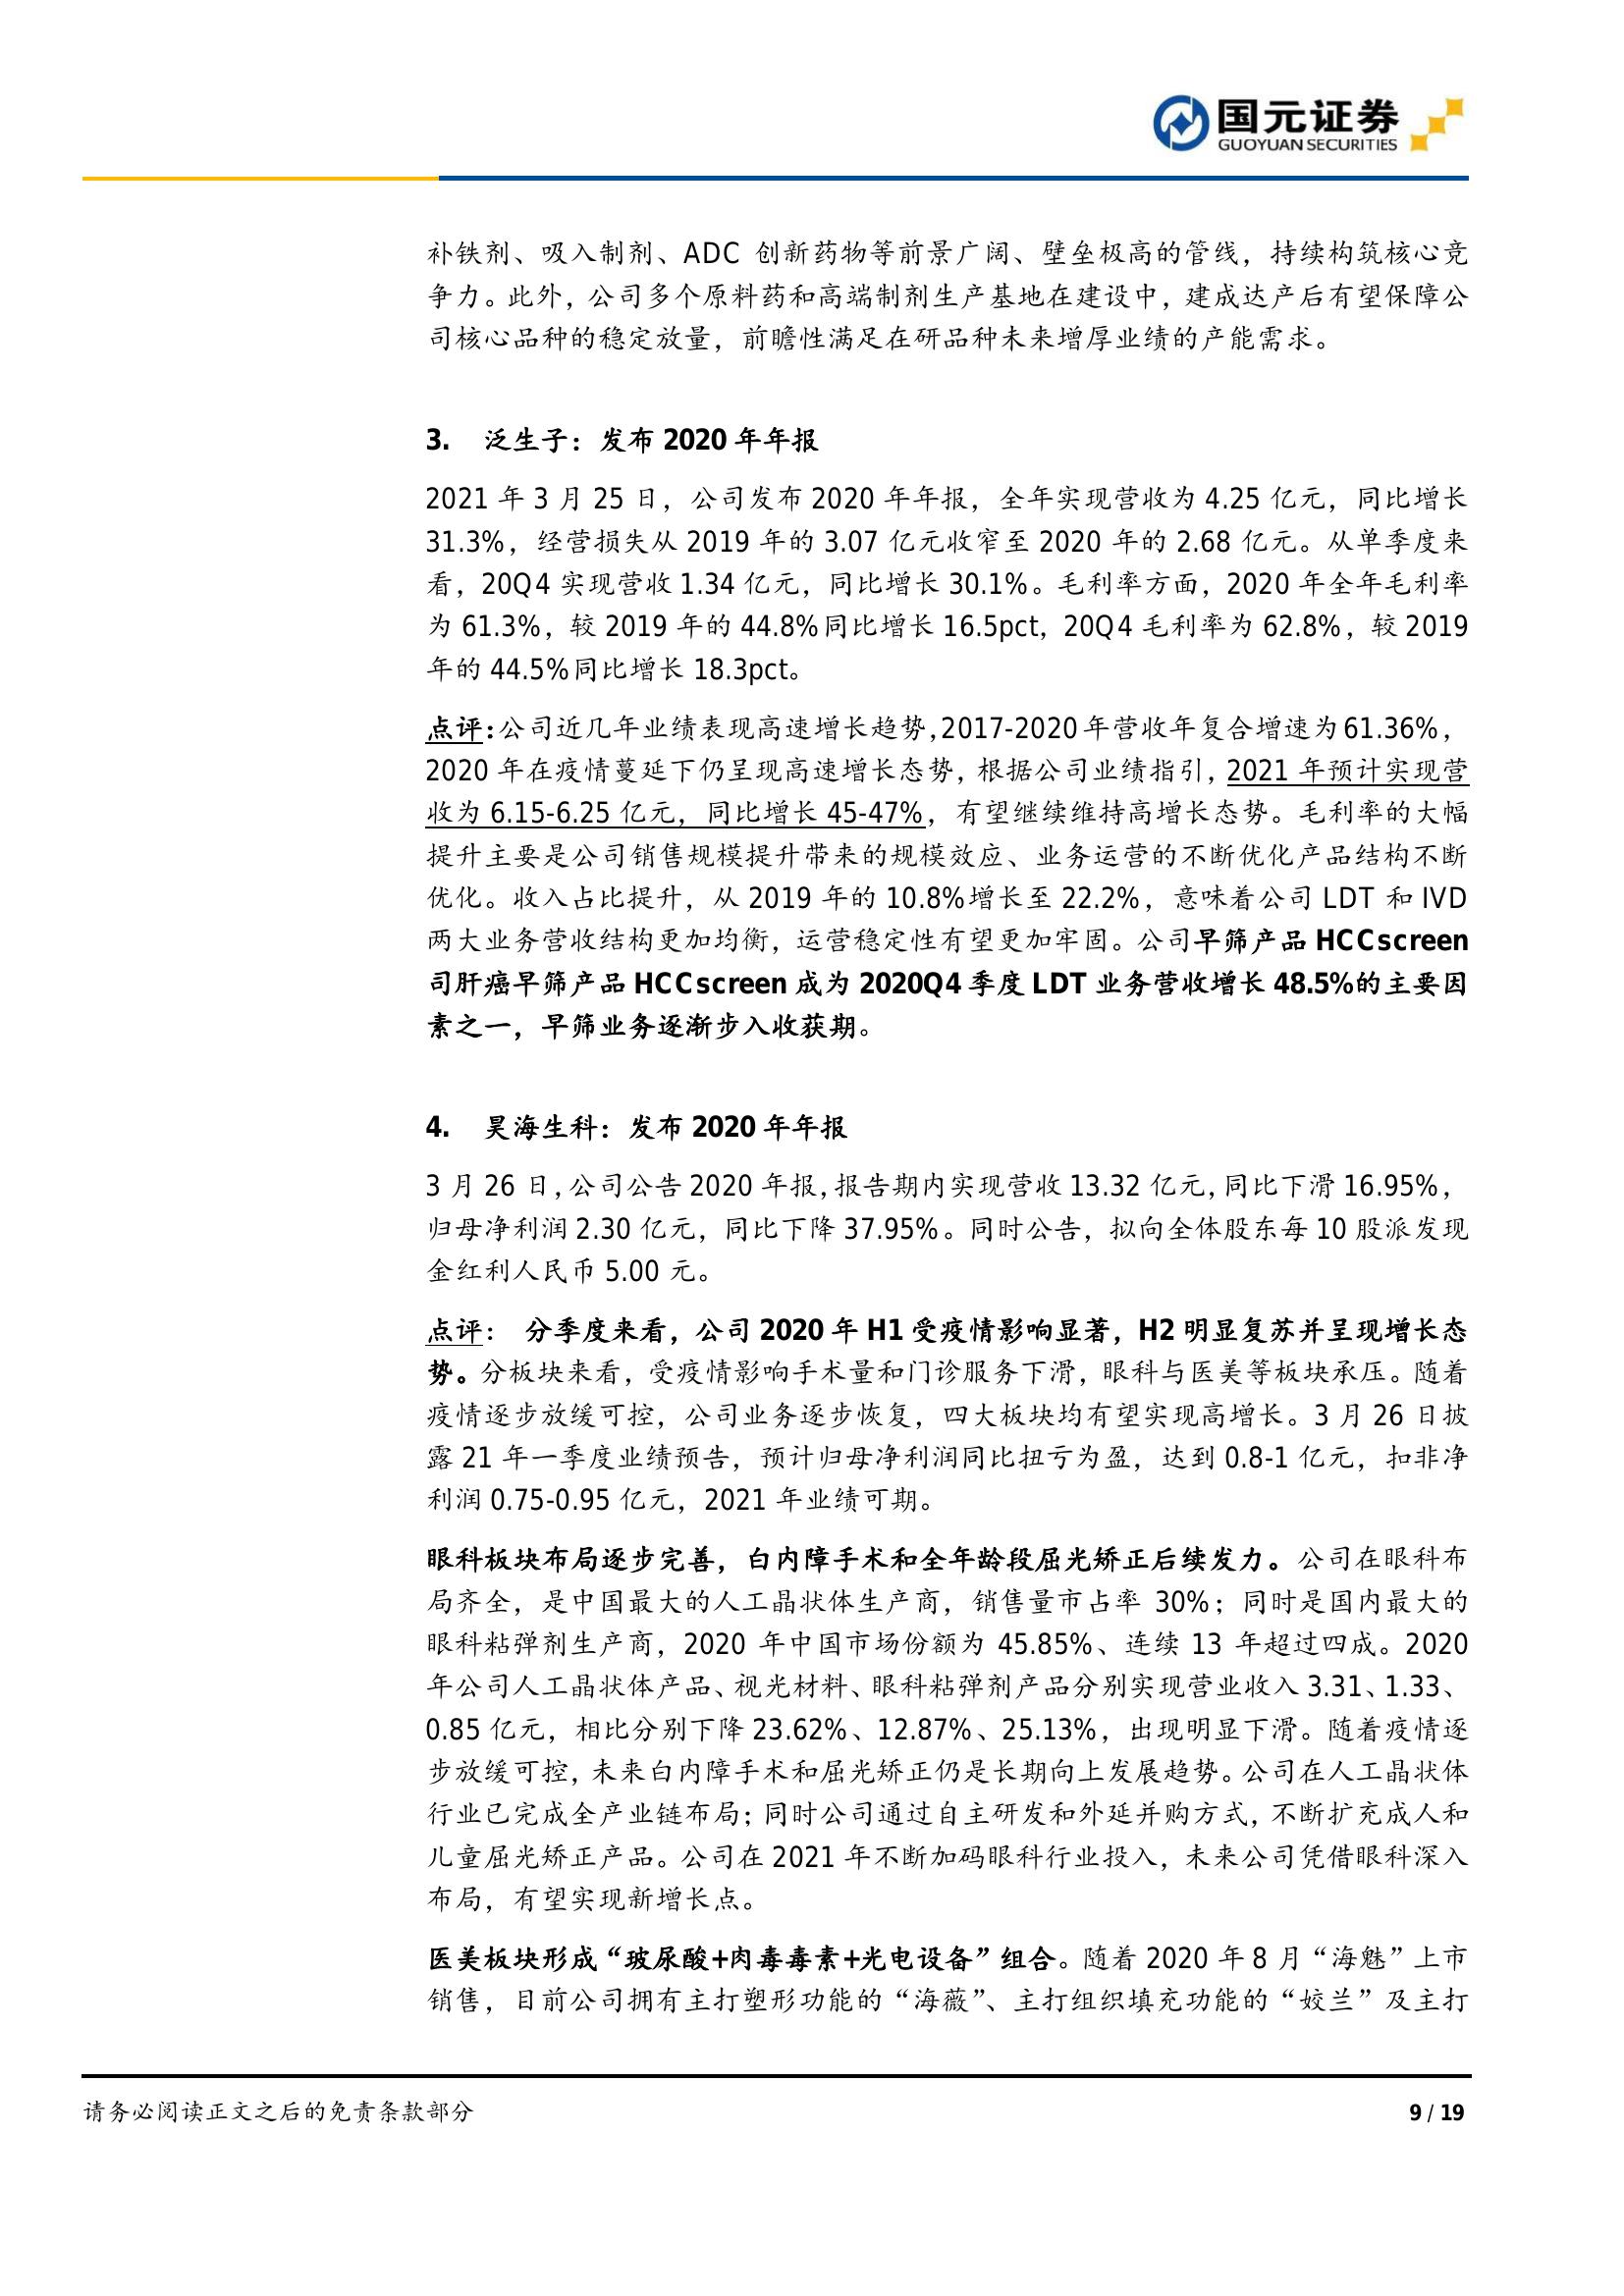 国元证券
GUOYUAN SECURITIES
补铁剂、吸入制剂、ADC 创新药物等前景广阔、壁垒极高的管线，持续构筑核心竞
争力。此外，公司多个原料药和高端制剂生产基地在建设中，建成达产后有望保障公
司核心品种的稳定放量，前瞻性满足在研品种未来增厚业绩的产能需求。
3. 泛生子：发布 2020 年年报
2021 年 3 月 25 日，公司发布 2020 年年报，全年实现营收为 4.25 亿元，同比增长
31.3%，经营损失从 2019 年的 3.07 亿元收窄至 2020 年的 2.68 亿元。从单季度来
看，20Q4 实现营收 1.34 亿元，同比增长 30.1%。毛利率方面，2020 年全年毛利率
为 61.3%，较 2019 年的 44.8%同比增长 16.5pct，20Q4 毛利率为 62.8%，较 2019
年的 44.5%同比增长 18.3pct。
点评：公司近几年业绩表现高速增长趋势，2017-2020 年营收年复合增速为 61.36%，
2020 年在疫情蔓延下仍呈现高速增长态势，根据公司业绩指引，2021 年预计实现营
收为 6.15-6.25 亿元，同比增长 45-47%，有望继续维持高增长态势。毛利率的大幅
提升主要是公司销售规模提升带来的规模效应、业务运营的不断优化产品结构不断
优化。收入占比提升，从 2019 年的 10.8%增长至 22.2%，意味着公司 LDT 和 IVD
两大业务营收结构更加均衡，运营稳定性有望更加牢固。公司早筛产品 HCCscreen
司肝癌早筛产品 HCCscreen 成为 2020Q4 季度 LDT 业务营收增长 48.5%的主要因
素之一，早筛业务逐渐步入收获期。
4. 昊海生科：发布 2020 年年报
3 月 26 日，公司公告 2020 年报，报告期内实现营收 13.32 亿元，同比下滑 16.95%，
归母净利润 2.30 亿元，同比下降 37.95%。同时公告，拟向全体股东每 10 股派发现
金红利人民币 5.00 元。
点评： 分季度来看，公司 2020 年 H1 受疫情影响显著，H2 明显复苏并呈现增长态
势。分板块来看，受疫情影响手术量和门诊服务下滑，眼科与医美等板块承压。随着
疫情逐步放缓可控，公司业务逐步恢复，四大板块均有望实现高增长。3 月 26 日披
露 21 年一季度业绩预告，预计归母净利润同比扭亏为盈，达到 0.8-1 亿元，扣非净
利润 0.75-0.95 亿元，2021 年业绩可期。
眼科板块布局逐步完善，白内障手术和全年龄段屈光矫正后续发力。公司在眼科布
局齐全，是中国最大的人工晶状体生产商，销售量市占率 30%；同时是国内最大的
眼科粘弹剂生产商，2020 年中国市场份额为 45.85%、连续 13 年超过四成。2020
年公司人工晶状体产品、视光材料、眼科粘弹剂产品分别实现营业收入 3.31、1.33、
0.85 亿元，相比分别下降 23.62%、12.87%、25.13%，出现明显下滑。随着疫情逐
步放缓可控，未来白内障手术和屈光矫正仍是长期向上发展趋势。公司在人工晶状体
行业已完成全产业链布局；同时公司通过自主研发和外延并购方式，不断扩充成人和
儿童屈光矫正产品。公司在 2021 年不断加码眼科行业投入，未来公司凭借眼科深入
布局，有望实现新增长点。
医美板块形成“玻尿酸+肉毒毒素+光电设备”组合。随着 2020 年 8 月“海魅”上市
销售，目前公司拥有主打塑形功能的“海薇”、主打组织填充功能的“姣兰”及主打
请务必阅读正文之后的免责条款部分
9 / 19